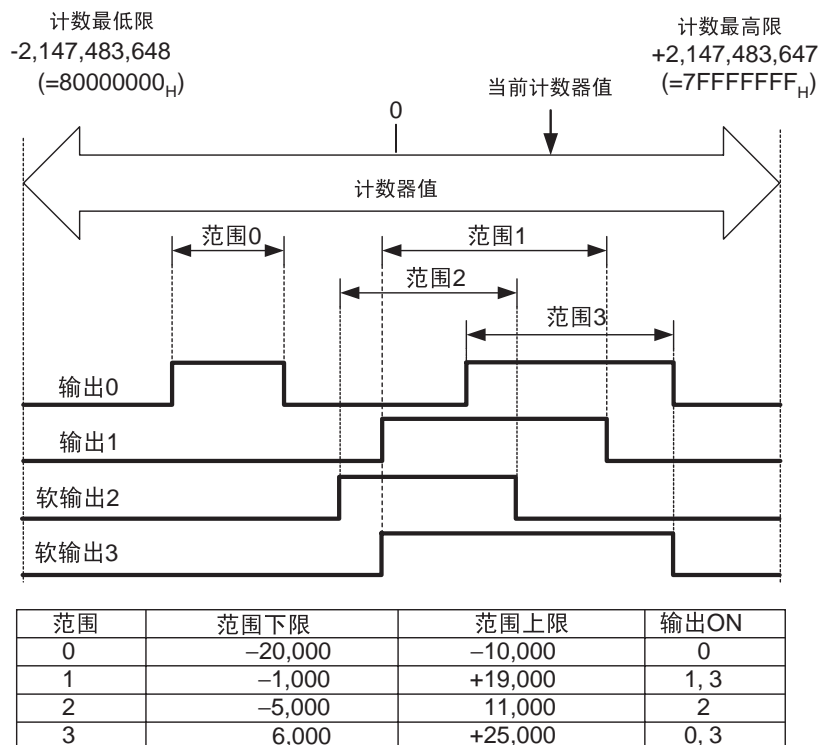 计数最低限
-2,147,483,648
(=80000000H)
计数最高限
+2,147,483,647
(=7FFFFFFFH)
当前计数器值
0
计数器值
范围0
范围1
范围2
范围3
输出0
输出1
软输出2
软输出3
范围 范围下限 范围上限 输出ON
0 –20,000 –10,000 0
1 –1,000 +19,000 1, 3
2 –5,000 11,000 2
3 6,000 +25,000 0, 3